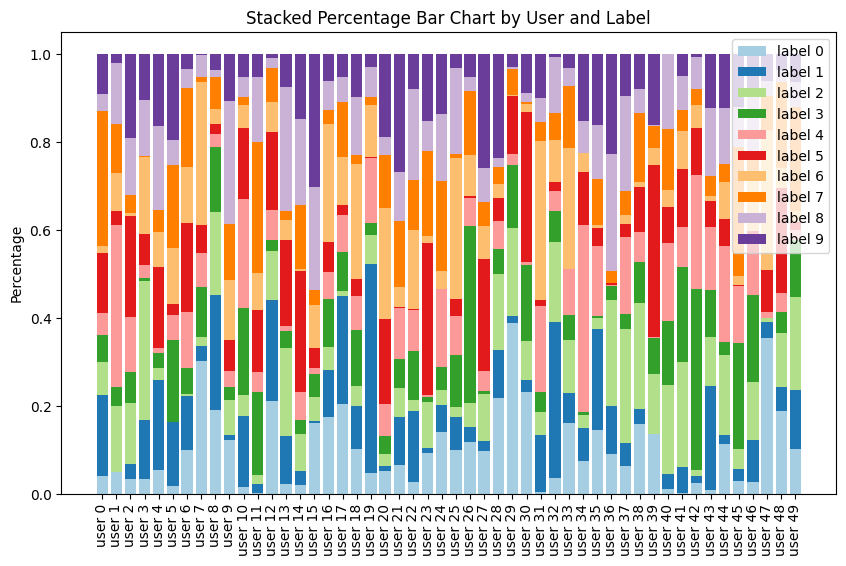 Stacked Percentage Bar Chart by User and Label
Percentage
1.0
0.8
0.6
0.4
0.2
0.0
label 0
label 1
label 2
label 3
label 4
label 5
label 6
label 7
label 8
label 9
user 0
user 1
user 2
user 3
user 4
user 5
user 6
user 7
user 8
user 9
user 10
user 11
user 12
user 13
user 14
user 15
user 16
user 17
user 18
user 19
user 20
user 21
user 22
user 23
user 24
user 25
user 26
user 27
user 28
user 29
user 30
user 31
user 32
user 33
user 34
user 35
user 36
user 37
user 38
user 39
user 40
user 41
user 42
user 43
user 44
user 45
user 46
user 47
user 48
user 49